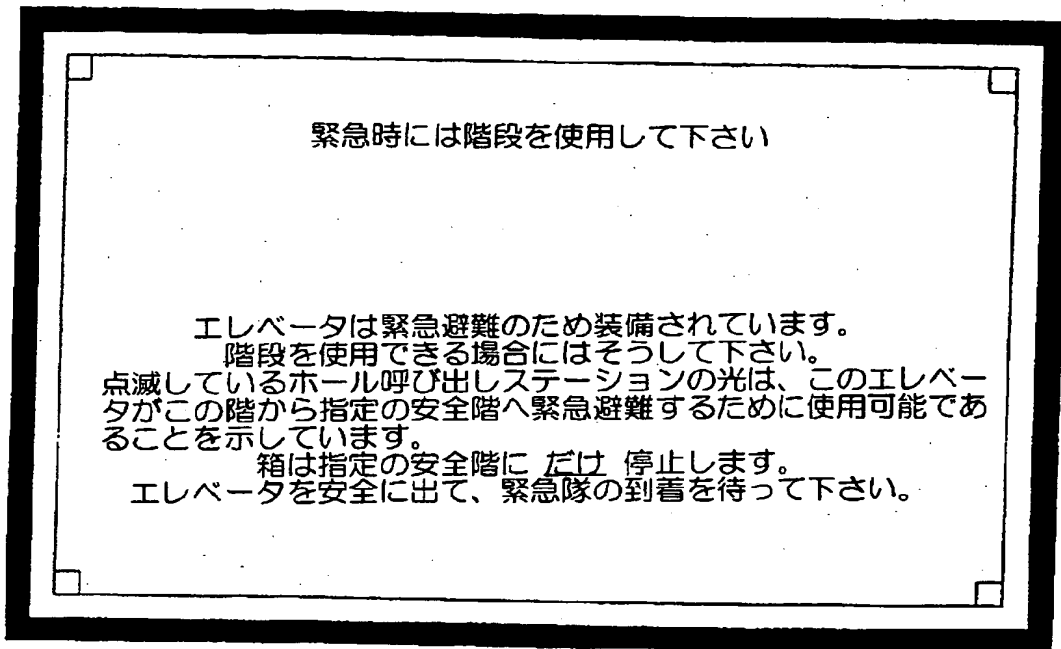 緊急時には階段を使用して下さい
エレベータは緊急避難のため装備されています。
階段を使用できる場合にはそうして下さい。
点滅しているホール呼び出しステーションの光は、このエレベー
タがこの階から指定の安全階へ緊急避難するために使用可能であ
ることを示しています。
箱は指定の安全階に だけ 停止します。
エレベータを安全に出て、緊急隊の到着を待って下さい。